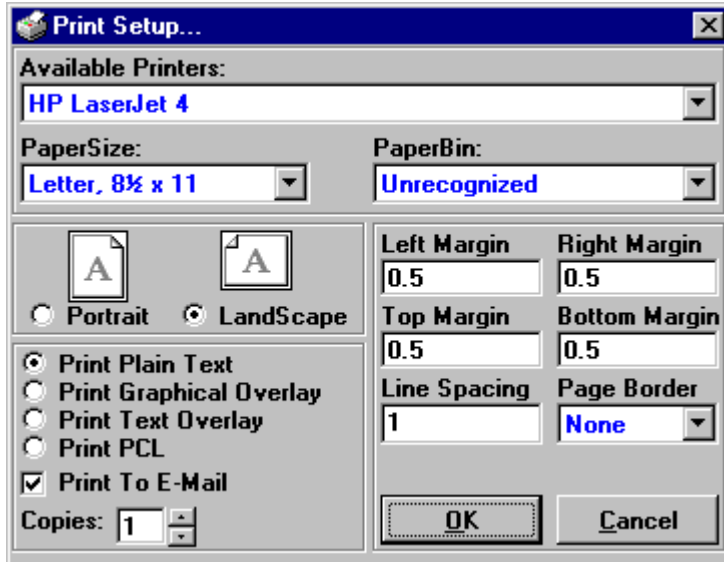 Print Setup...
Available Printers:
HP LaserJet 4
PaperSize:
PaperBin:
Letter, 8½ x 11
Unrecognized
A
A
Portrait
LandScape
Left Margin
Right Margin
0.5
0.5
Top Margin
Bottom Margin
0.5
0.5
Line Spacing
Page Border
1
None
Print Plain Text
Print Graphical Overlay
Print Text Overlay
Print PCL
Print To E-Mail
Copies: 1
OK
Cancel